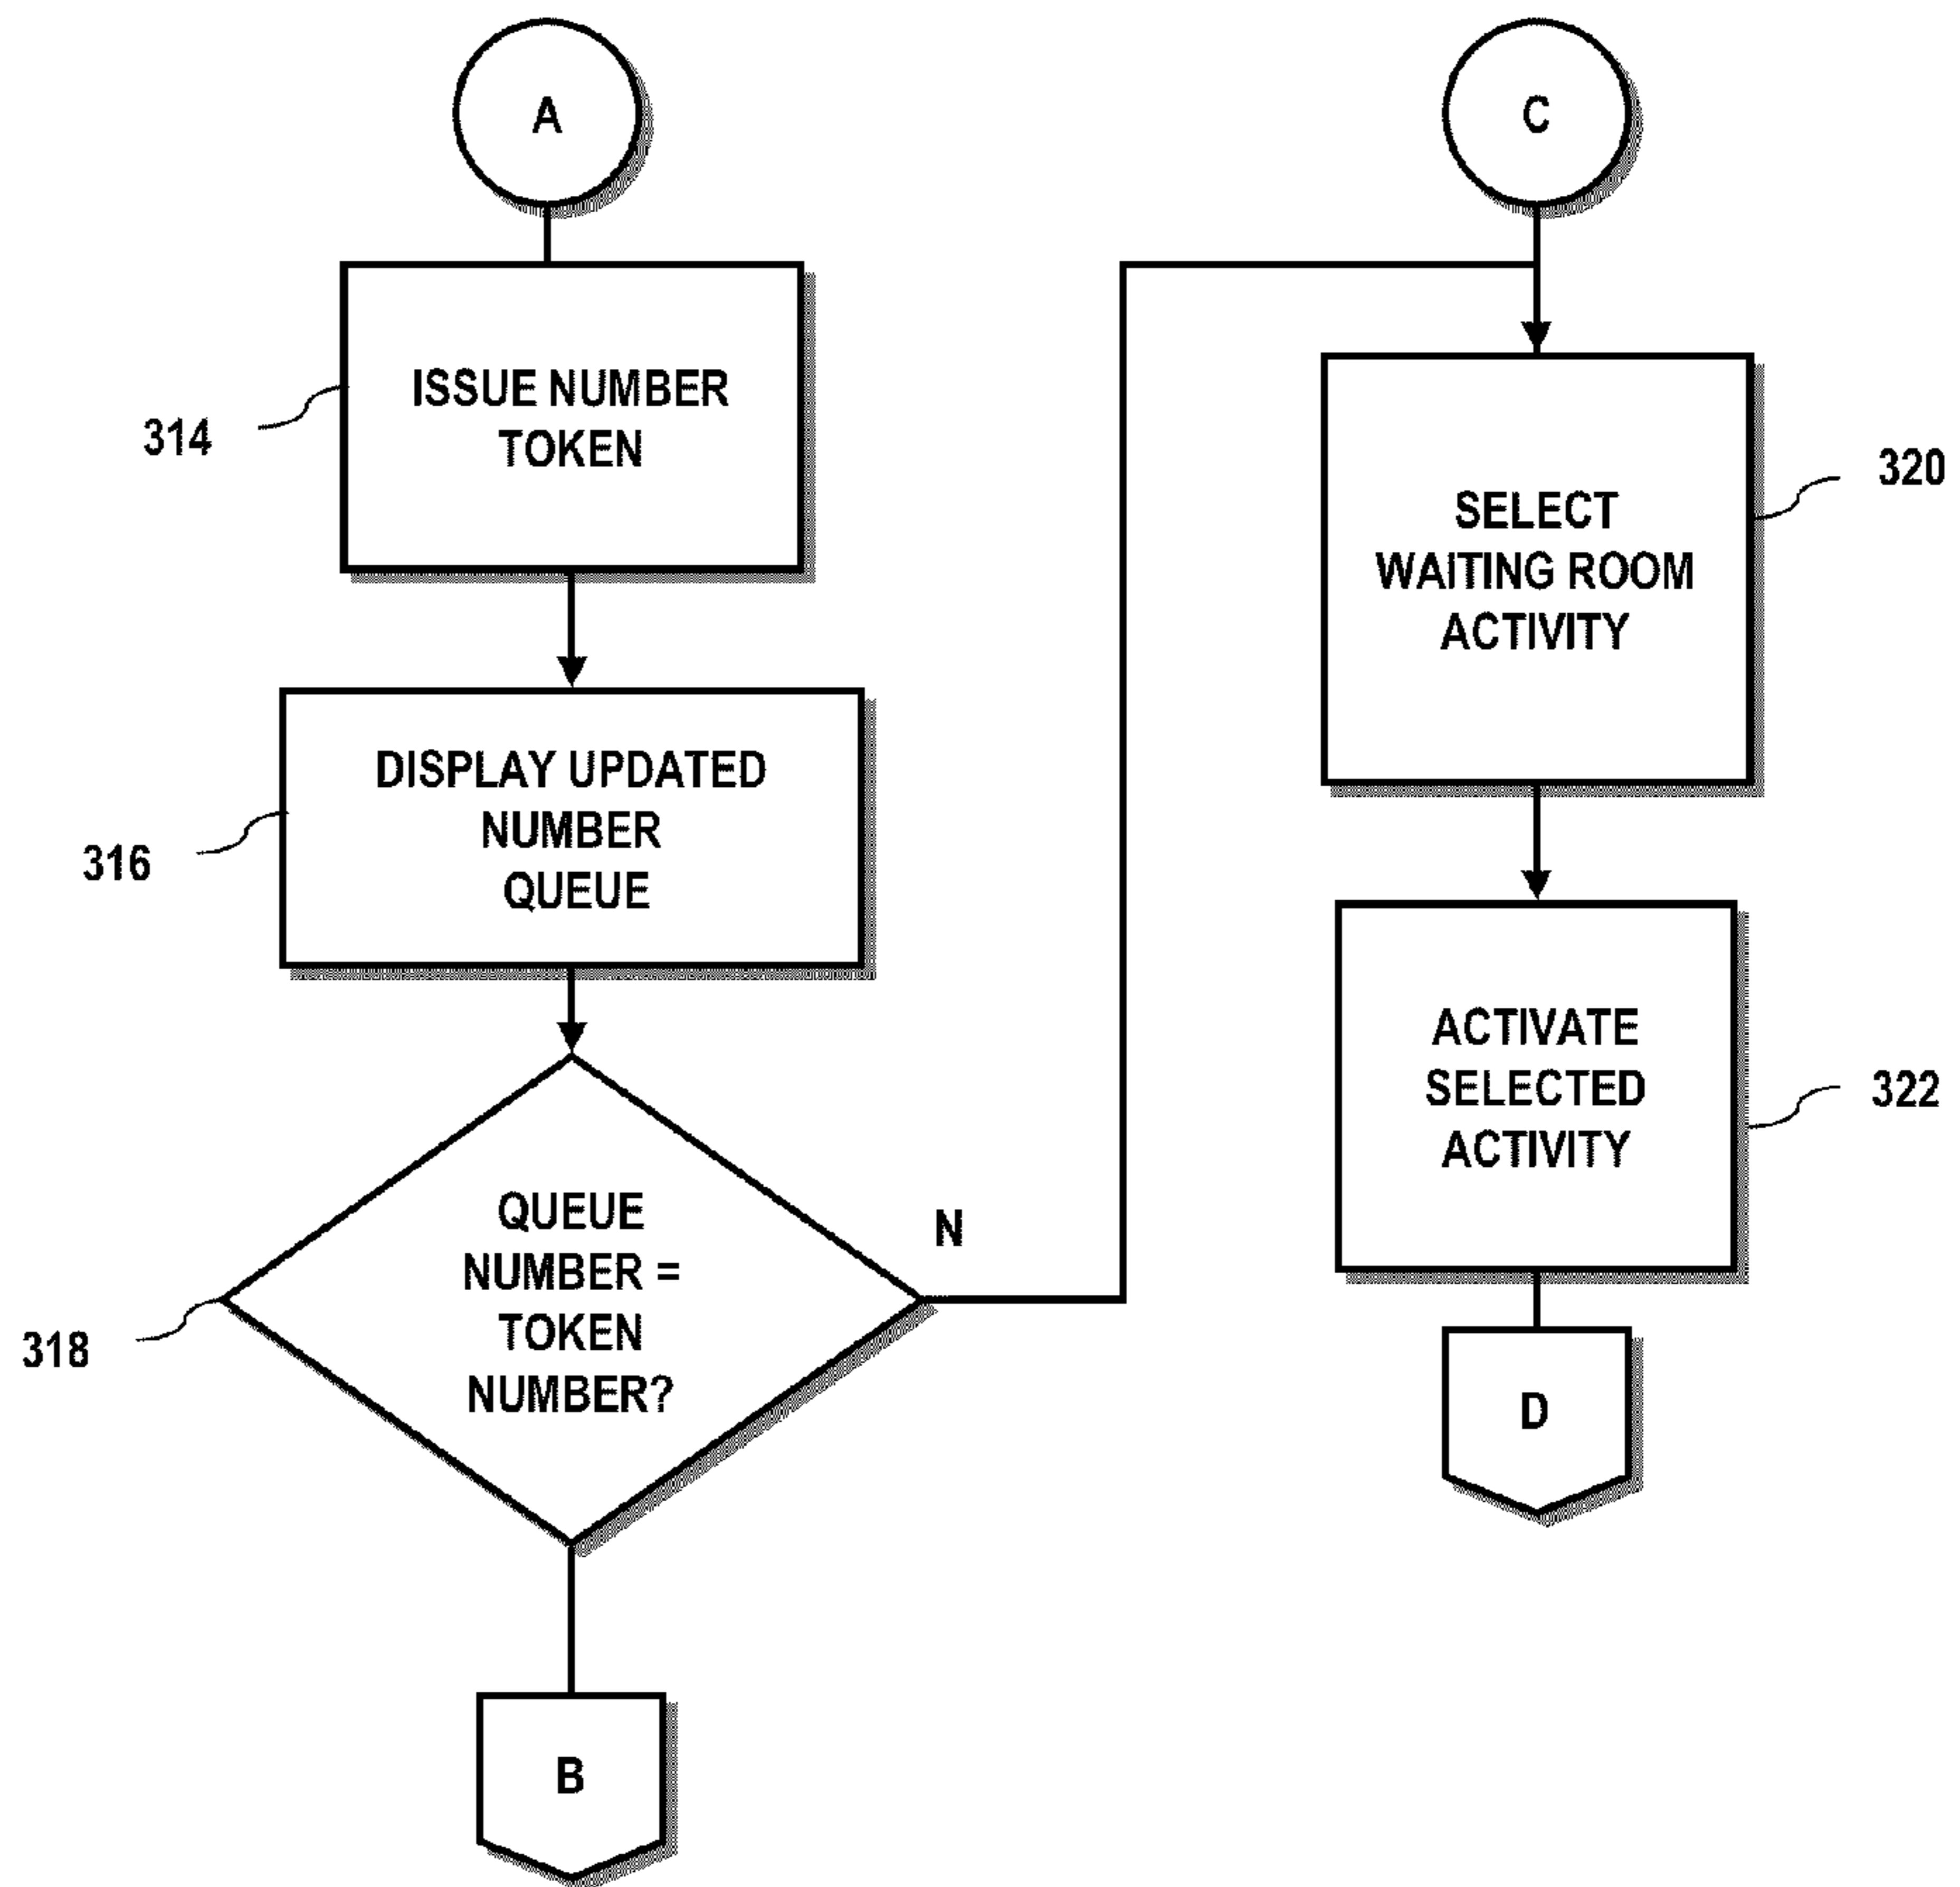 A
ISSUE NUMBER
TOKEN
314
DISPLAY UPDATED
NUMBER
QUEUE
316
QUEUE
NUMBER =
TOKEN
NUMBER?
318
N
B
C
SELECT
WAITING ROOM
ACTIVITY
320
ACTIVATE
SELECTED
ACTIVITY
322
D